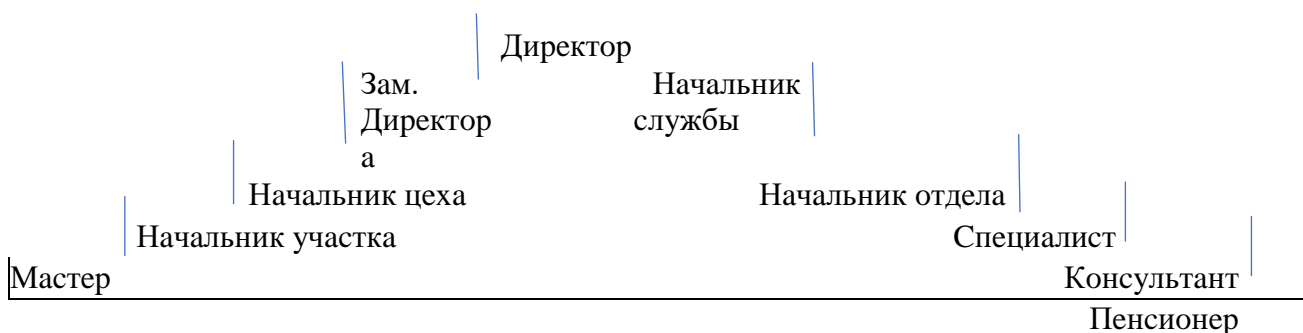 Директор
Зам. Начальник
Директор службы
а
Начальник цеха Начальник отдела
Начальник участка Специалист
Мастер Консультант
Пенсионер